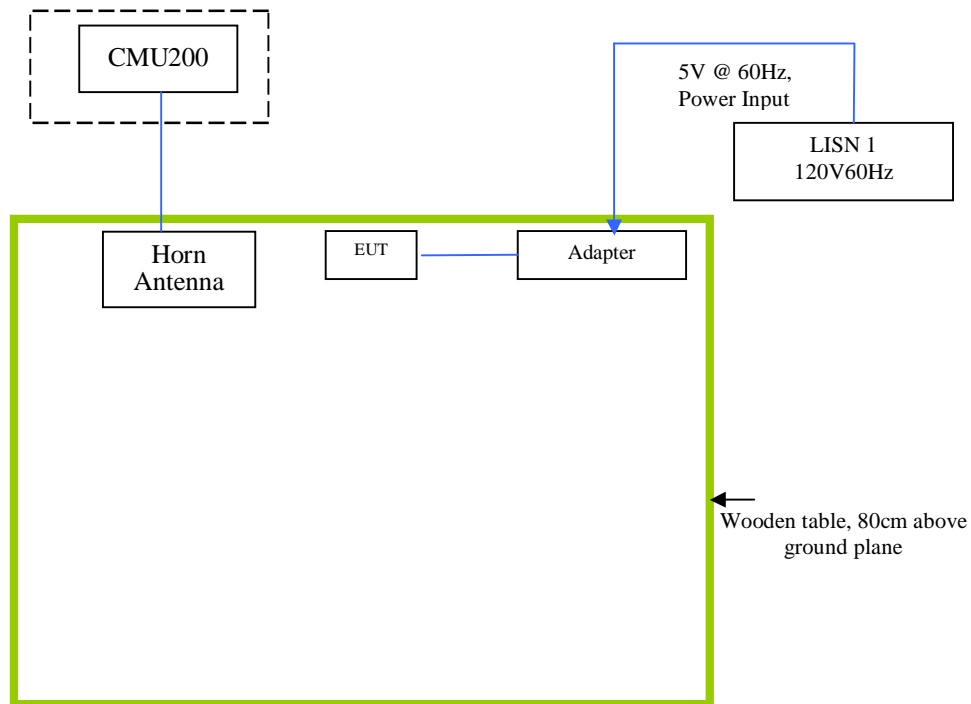 CMU200
5V @ 60Hz,
Power Input
LISN 1
120V60Hz
Horn
Antenna
EUT
Adapter
Wooden table, 80cm above
ground plane